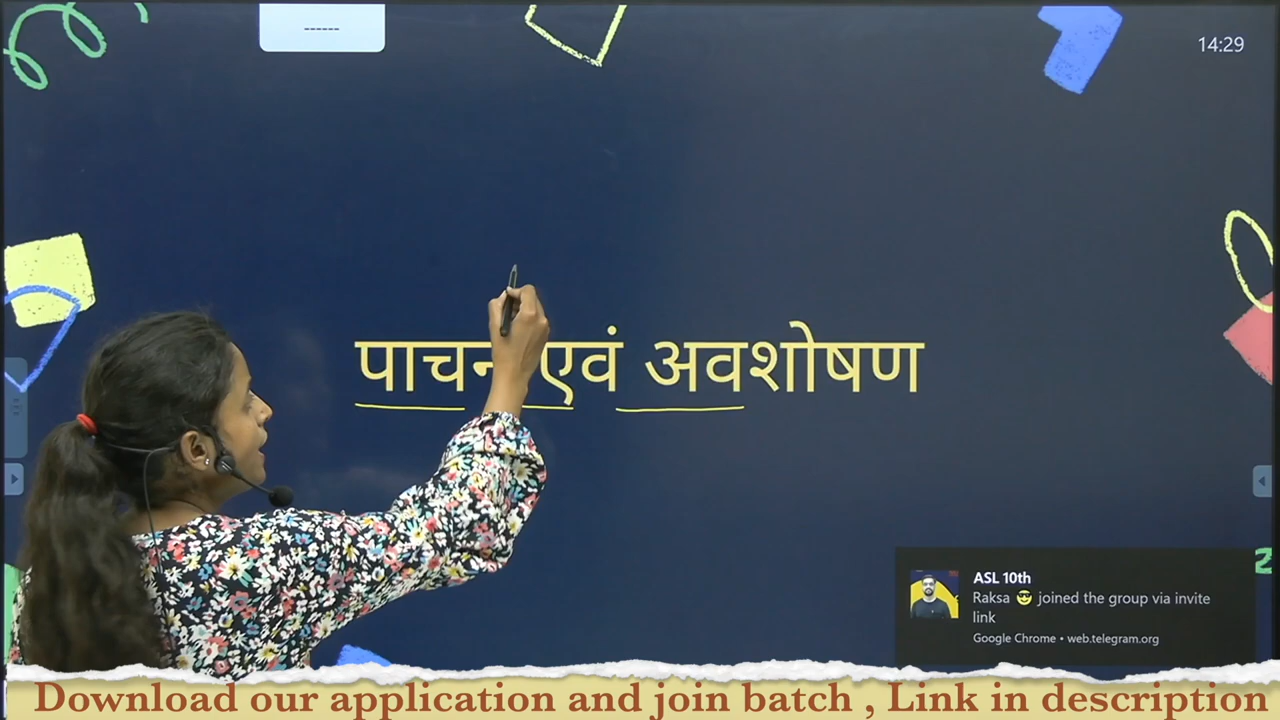 ------
14:29
पाचन एवं अवशोषण
ASL 10th
Raksa 😎 joined the group via invite
link
Google Chrome • web.telegram.org
Download our application and join batch , Link in description